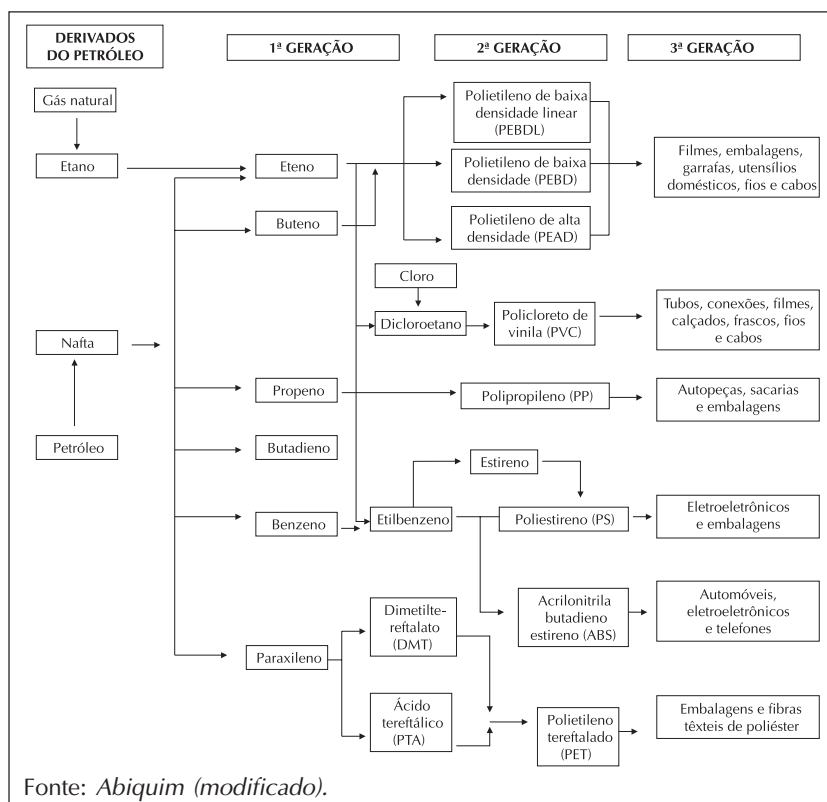 DERIVADOS
DO PETRÓLEO
1ª GERAÇÃO
2ª GERAÇÃO
3ª GERAÇÃO
Gás natural
Etano
Eteno
Polietileno de baixa
densidade linear
(PEBDL)
Polietileno de baixa
densidade (PEBD)
Filmes, embalagens,
garrafas, utensílios
domésticos, fios e cabos
Buteno
Polietileno de alta
densidade (PEAD)
Cloro
Nafta
Dicloroetano
Policloreto de
vinila (PVC)
Tubos, conexões, filmes,
calçados, frascos, fios
e cabos
Propeno
Polipropileno (PP)
Autopeças, sacarias
e embalagens
Petróleo
Butadieno
Estireno
Benzeno
Etilbenzeno
Poliestireno (PS)
Eletroeletrônicos
e embalagens
Acrilonitrila
butadieno
estireno (ABS)
Automóveis,
eletroeletrônicos
e telefones
Paraxileno
Dimetilte-
reftalato
(DMT)
Ácido
tereftálico
(PTA)
Polietileno
tereftalado
(PET)
Embalagens e fibras
têxteis de poliéster
Fonte: Abiquim (modificado).